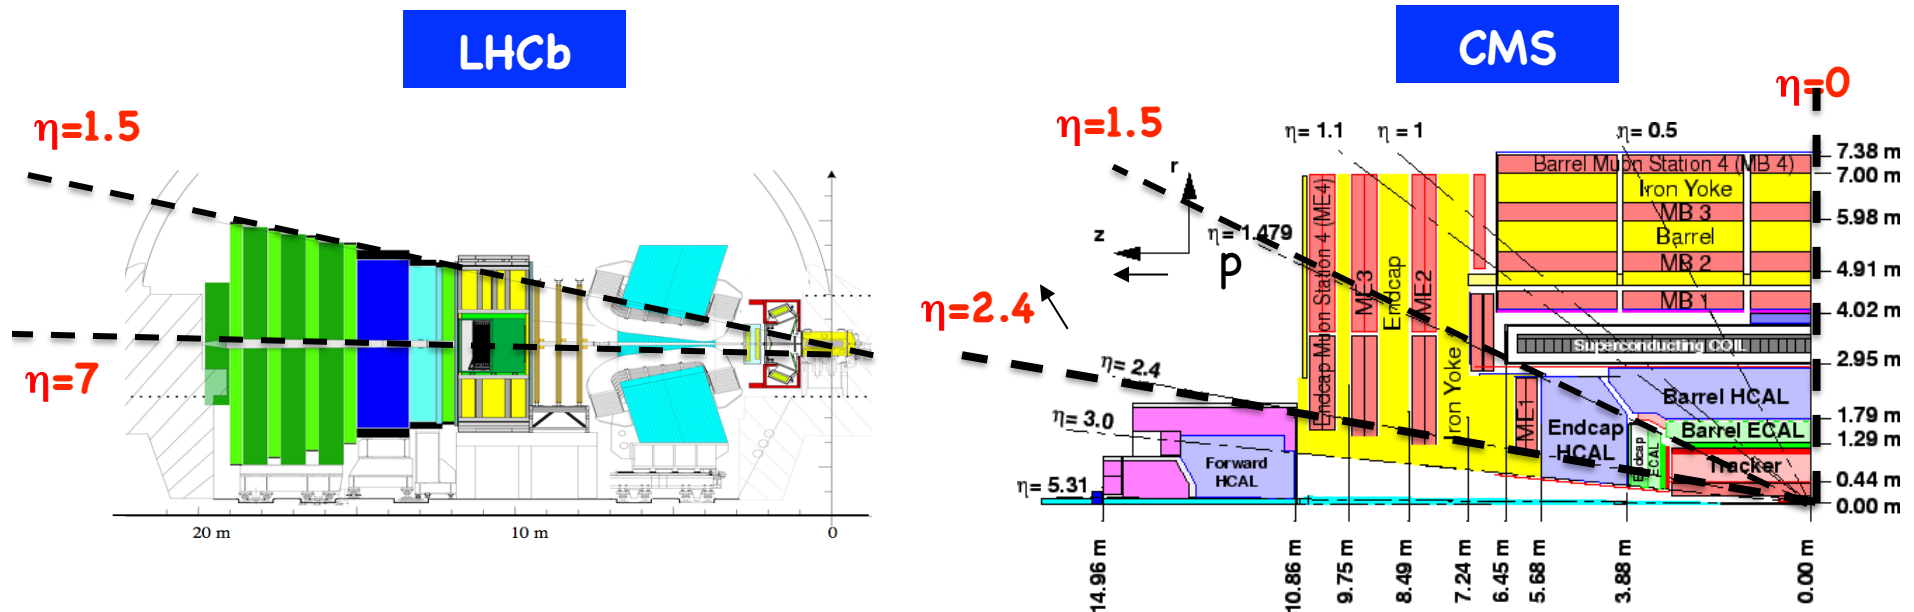 LHCb
η=1.5
η=7
20 m
10 m
0
CMS
η=0
η=1.5
η= 1.1
η = 1
η = 0.5
r
z
η = 1.479
p
η=2.4
η = 2.4
η = 3.0
η = 5.31
Barrel Muon Station 4 (MB 4)
Iron Yoke
MB 3
Barrel
MB 2
MB 1
Superconducting COIL
Barrel HCAL
Barrel ECAL
Tracker
Endcap
HCAL
Endcap
ECAL
ME1
Iron Yoke
ME2
Endcap
ME3
Endcap Muon Station 4 (ME4)
Forward
HCAL
7.38 m
7.00 m
5.98 m
4.91 m
4.02 m
2.95 m
1.79 m
1.29 m
0.44 m
0.00 m
14.96 m
10.86 m
9.75 m
8.49 m
7.24 m
6.45 m
5.68 m
3.88 m
0.00 m